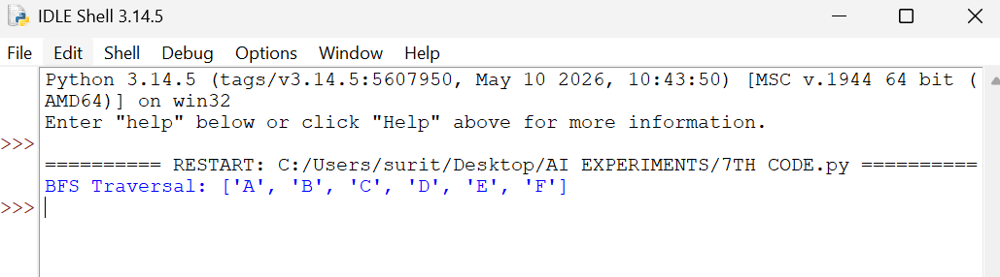 IDLE Shell 3.14.5
File Edit Shell Debug Options Window Help
Python 3.14.5 (tags/v3.14.5:5607950, May 10 2026, 10:43:50) [MSC v.1944 64 bit (
AMD64)] on win32
Enter "help" below or click "Help" above for more information.
>>>
========== RESTART: C:/Users/surit/Desktop/AI EXPERIMENTS/7TH CODE.py ==========
BFS Traversal: ['A', 'B', 'C', 'D', 'E', 'F']
>>>